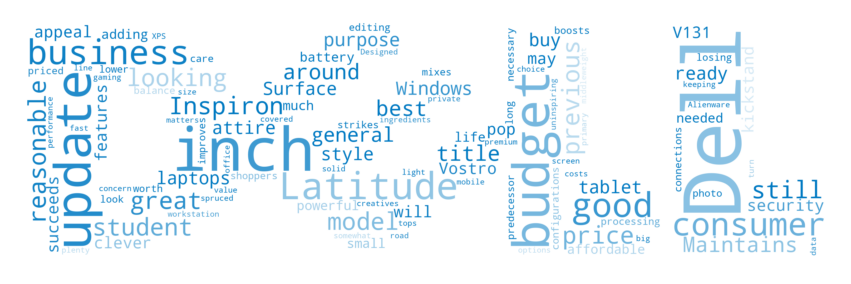 appeal adding XPS
business care
priced line lower
gaming
looking
balance size
reasonable
performance
update
features
fast
succeeds
great
laptops
concern worth
look
value
spruced
student
workstation
clever
plenty
editing
purpose
Designed
battery
around mixes
Surface Windows
Inspiron much best private
matters covered strikes ingredients
attire general life
improves
office
inch
style title
solid light Vostro
shoppers mobile
Latitude
powerful creatives will
model tops
somewhat road
small
necessary
buy boosts
may
choice
previous
long
pop
premium
budget
uninspiring
primary
screen
costs
tablet
good
predecessor
configurations
processing
price big
affordable
options
V131 losing
ready
keeping
kickstand
Alienware
needed
Dell
connections
photo
turn
still
security
consumer
Maintains
data